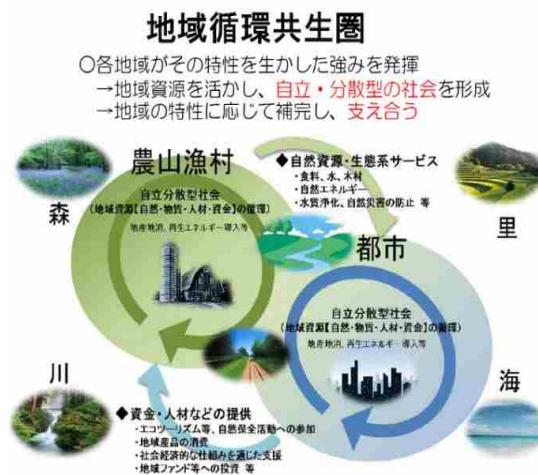 地域循環共生圏
○各地域がその特性を生かした強みを発揮
→地域資源を活かし、自立・分散型の社会を形成
→地域の特性に応じて補完し、支え合う
農山漁村
◆自然資源・生態系サービス
・食料、水、木材
・自然エネルギー
・水質浄化、自然災害の防止 等
森
自立分散型社会
(地域資源【自然・物質・人材・資金】の循環)
地産地消、再生エネルギー導入等
里
都市
自立分散型社会
(地域資源【自然・物質・人材・資金】の循環)
地産地消、再生エネルギー導入等
川
海
◆資金・人材などの提供
・エコツーリズム等、自然保全活動への参加
・地域産品の消費
・社会経済的な仕組みを通じた支援
・地域ファンド等への投資 等